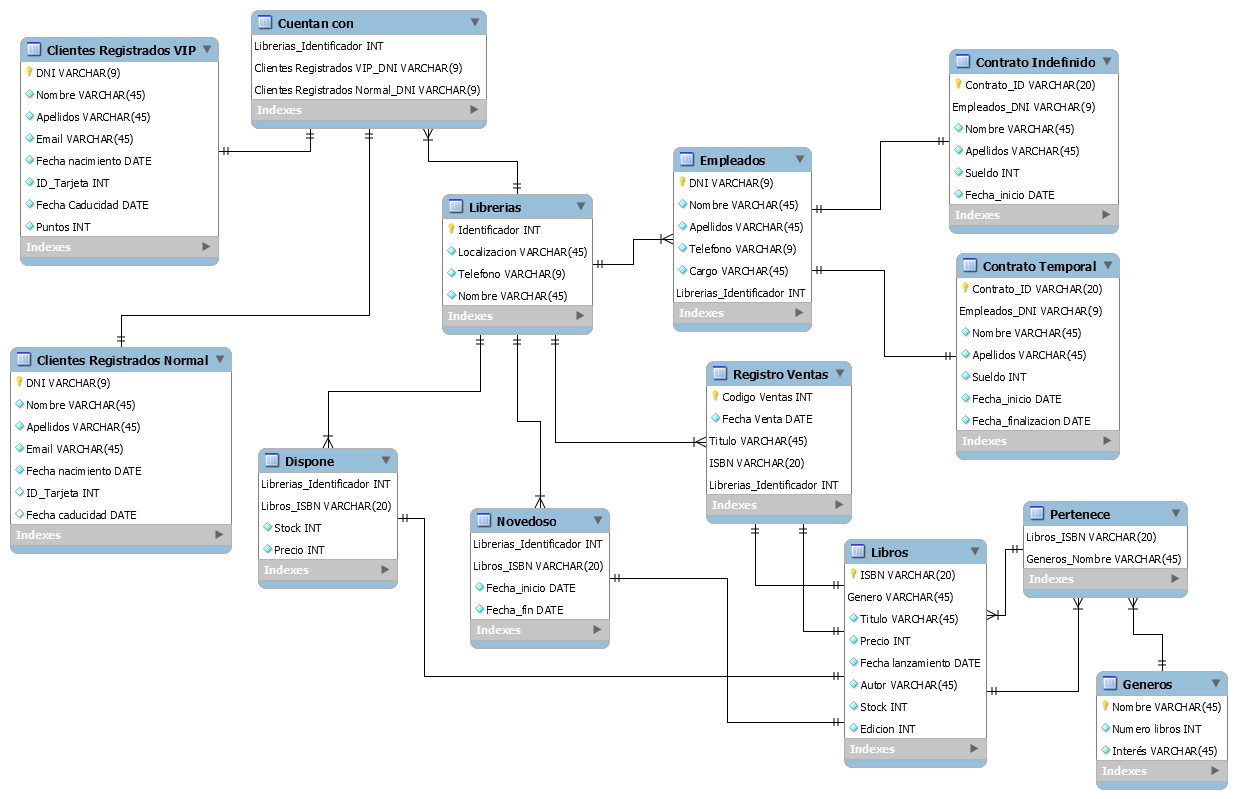 Cuentan con
Librerias_Identificador INT
Clientes Registrados VIP_DNI VARCHAR(9)
Clientes Registrados Normal_DNI VARCHAR(9)
Indexes
Clientes Registrados VIP
DNI VARCHAR(9)
Nombre VARCHAR(45)
Apellidos VARCHAR(45)
Email VARCHAR(45)
Fecha nacimiento DATE
ID_Tarjeta INT
Fecha Caducidad DATE
Puntos INT
Indexes
Contrato Indefinido
Contrato_ID VARCHAR(20)
Empleados_DNI VARCHAR(9)
Nombre VARCHAR(45)
Apellidos VARCHAR(45)
Sueldo INT
Fecha_inicio DATE
Indexes
Empleados
DNI VARCHAR(9)
Nombre VARCHAR(45)
Apellidos VARCHAR(45)
Telefono VARCHAR(9)
Cargo VARCHAR(45)
Librerias_Identificador INT
Indexes
Librerias
Identificador INT
Localizacion VARCHAR(45)
Telefono VARCHAR(9)
Nombre VARCHAR(45)
Indexes
Contrato Temporal
Contrato_ID VARCHAR(20)
Empleados_DNI VARCHAR(9)
Nombre VARCHAR(45)
Apellidos VARCHAR(45)
Sueldo INT
Fecha_inicio DATE
Fecha_finalizacion DATE
Indexes
Clientes Registrados Normal
DNI VARCHAR(9)
Nombre VARCHAR(45)
Apellidos VARCHAR(45)
Email VARCHAR(45)
Fecha nacimiento DATE
ID_Tarjeta INT
Fecha caducidad DATE
Indexes
Registro Ventas
Codigo Ventas INT
Fecha Venta DATE
Titulo VARCHAR(45)
ISBN VARCHAR(20)
Librerias_Identificador INT
Indexes
Dispone
Librerias_Identificador INT
Libros_ISBN VARCHAR(20)
Stock INT
Precio INT
Indexes
Novedoso
Librerias_Identificador INT
Libros_ISBN VARCHAR(20)
Fecha_inicio DATE
Fecha_fin DATE
Indexes
Libros
ISBN VARCHAR(20)
Genero VARCHAR(45)
Titulo VARCHAR(45)
Precio INT
Fecha lanzamiento DATE
Autor VARCHAR(45)
Stock INT
Edicion INT
Indexes
Pertenece
Libros_ISBN VARCHAR(20)
Generos_Nombre VARCHAR(45)
Indexes
Generos
Nombre VARCHAR(45)
Numero libros INT
Interés VARCHAR(45)
Indexes